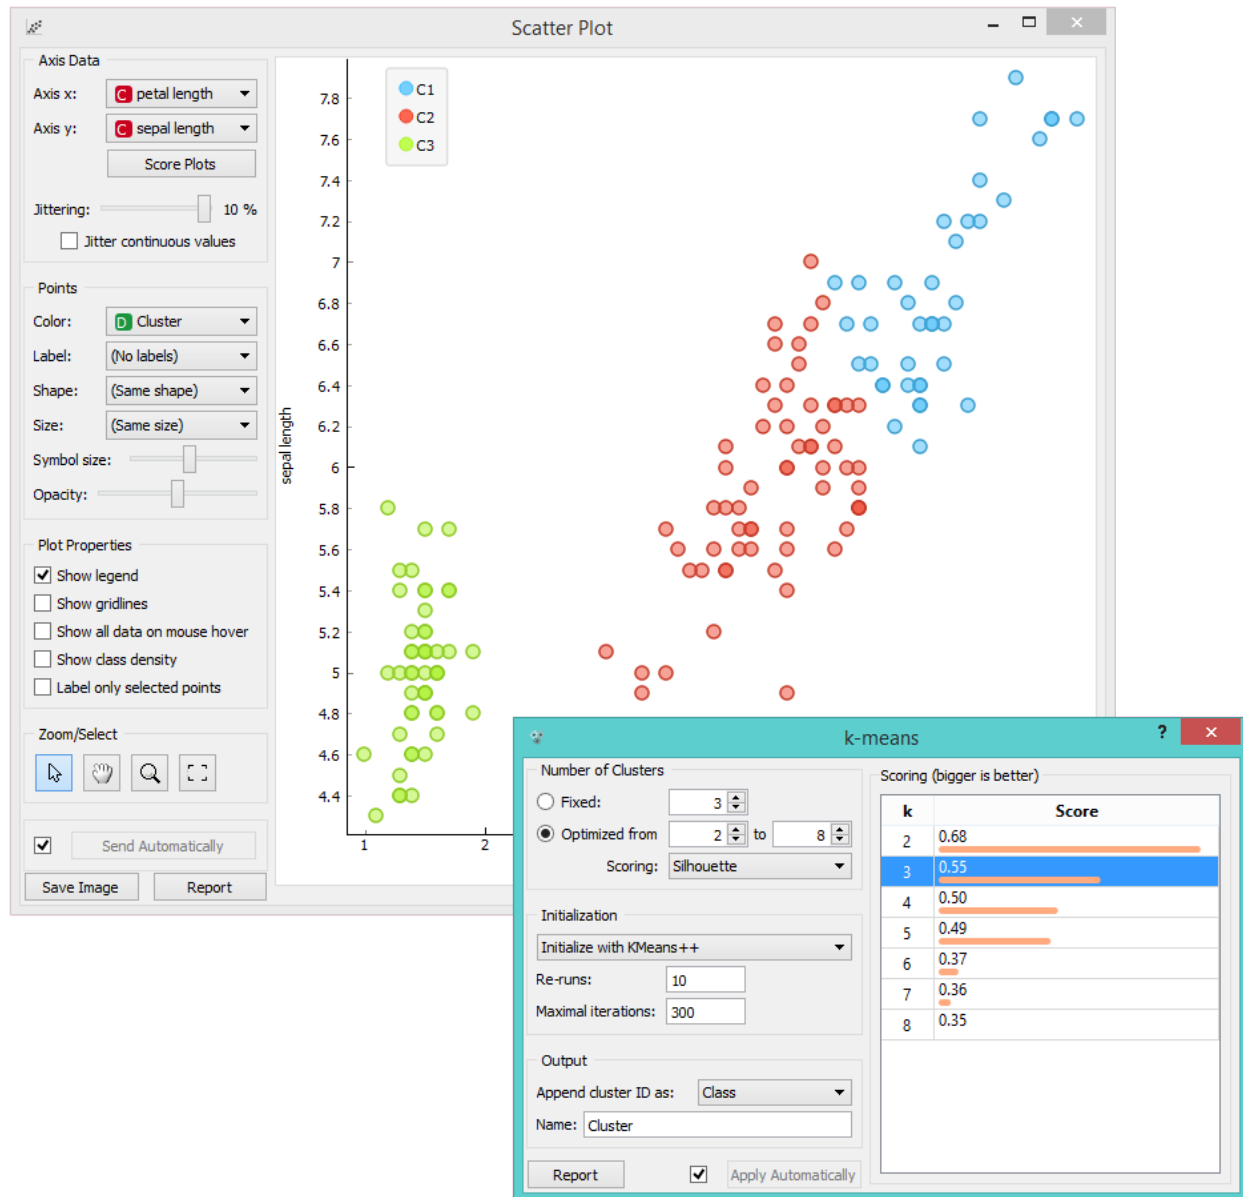 Scatter Plot
Axis Data
Axis x: C petal length
Axis y: C sepal length
Score Plots
Jittering: 10 %
Jitter continuous values
Points
Color: D Cluster
Label: (No labels)
Shape: (Same shape)
Size: (Same size)
Symbol size:
Opacity:
Plot Properties
Show legend
Show gridlines
Show all data on mouse hover
Show class density
Label only selected points
Zoom/Select
Send Automatically
Save Image Report
C1
C2
C3
sepal length
7.8
7.6
7.4
7.2
7
6.8
6.6
6.4
6.2
6
5.8
5.6
5.4
5.2
5
4.8
4.6
4.4
1 2
k-means ?
Number of Clusters
Fixed: 3
Optimized from 2 to 8
Scoring: Silhouette
Initialization
Initialize with KMeans++
Re-runs: 10
Maximal iterations: 300
Output
Append cluster ID as: Class
Name: Cluster
Report Apply Automatically
Scoring (bigger is better)
k Score
2 0.68
3 0.55
4 0.50
5 0.49
6 0.37
7 0.36
8 0.35